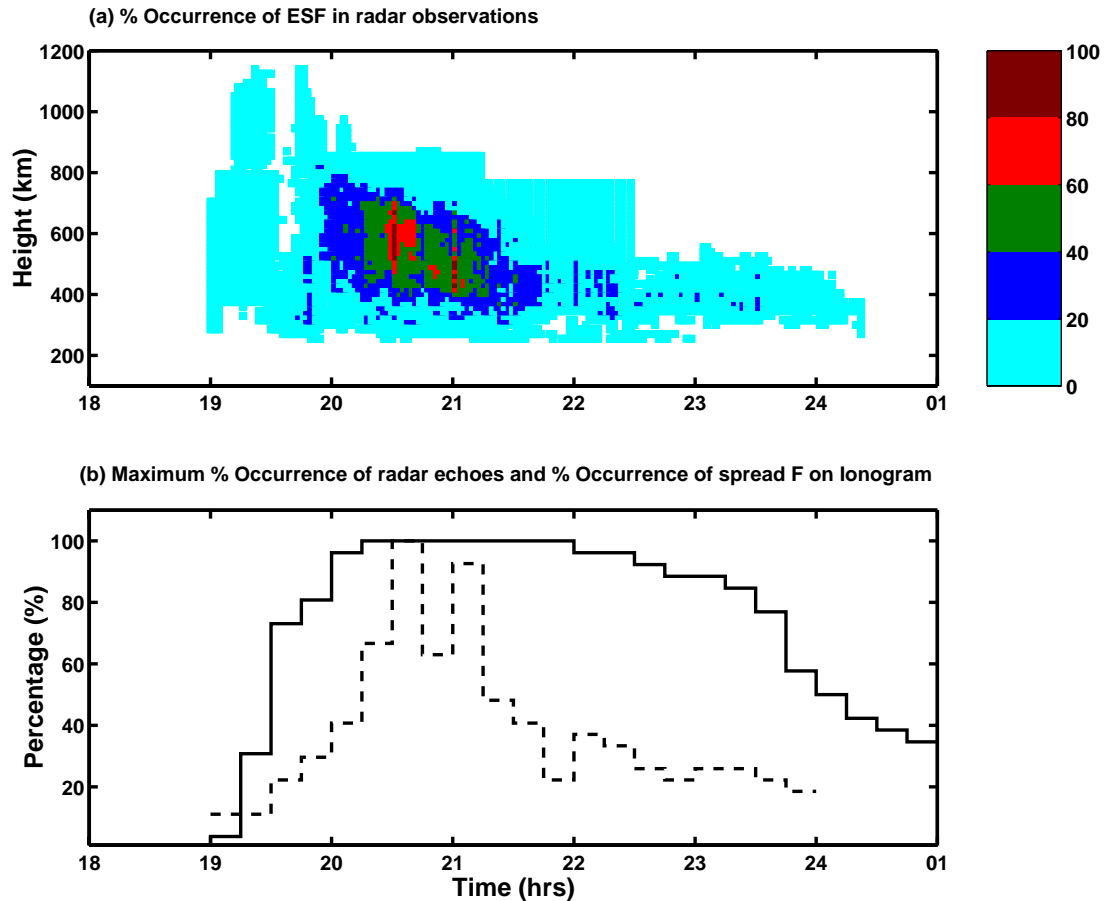 (a) % Occurrence of ESF in radar observations
1200
1000
800
600
400
200
Height (km)
18 19 20 21 22 23 24 01
100
80
60
40
20
0
(b) Maximum % Occurrence of radar echoes and % Occurrence of spread F on Ionogram
100
80
60
40
20
Percentage (%)
18 19 20 21 22 23 24 01
Time (hrs)